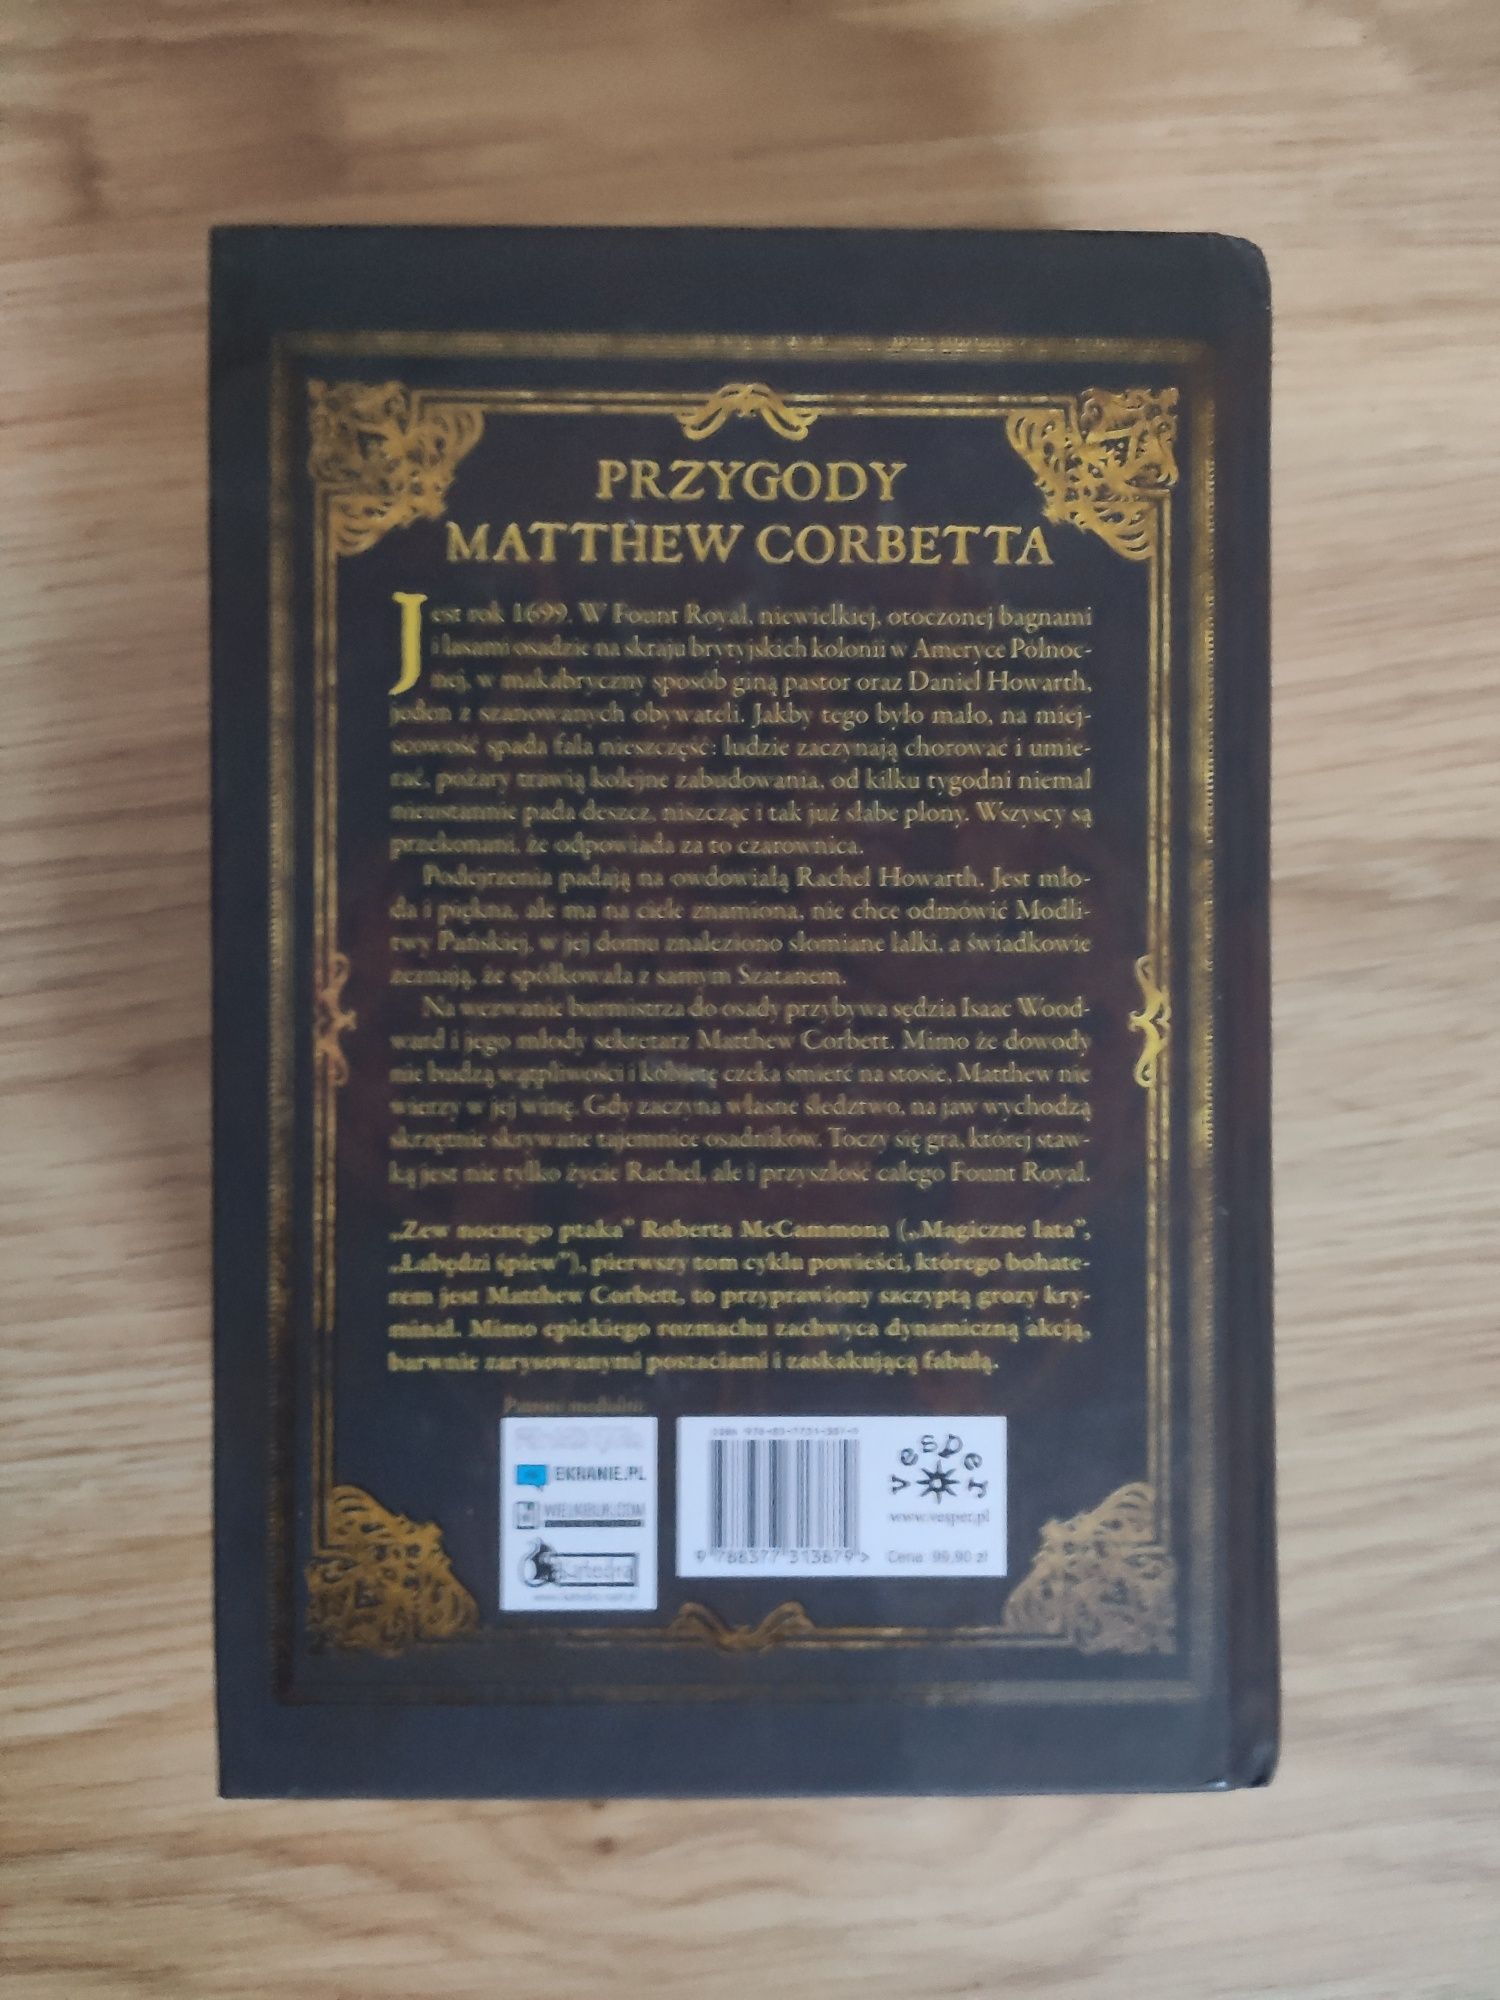 PRZYGODY
MATTHEW CORBETTA
Jest rok 1699. W Fount Royal, niewielkiej, otoczonej bagnami
i lasami osadzie na skraju brytyjskich kolonii w Ameryce Północ-
nej, w makabryczny sposób giną pastor oraz Daniel Howarth,
jeden z szanowanych obywateli. Jakby tego było mało, na miej-
scowość spada fala nieszczęść: ludzie zaczynają chorować i umie-
rać, pożary trawią kolejne zabudowania, od kilku tygodni niemal
nieustannie pada deszcz, niszcząc i tak już słabe plony. Wszyscy są
przekonani, że odpowiada za to czarownica.
Podejrzenia padają na owdowiałą Rachel Howarth. Jest mło-
da i piękna, ale ma na ciele znamiona, nie chce odmówić Modli-
twy Pańskiej, w jej domu znaleziono słomiane lalki, a świadkowie
zeznają, że spółkowała z samym Szatanem.
Na wezwanie burmistrza do osady przybywa sędzia Isaac Wood-
ward i jego młody sekretarz Matthew Corbett. Mimo że dowody
nie budzą wątpliwości i kobietę czeka śmierć na stosie, Matthew nie
wierzy w jej winę. Gdy zaczyna własne śledztwo, na jaw wychodzą
skrzętnie skrywane tajemnice osadników. Toczy się gra, której staw-
ką jest nie tylko życie Rachel, ale i przyszłość całego Fount Royal.
„Zew nocnego ptaka” Roberta McCammona („Magiczne lata”,
„Łabędzi śpiew”), pierwszy tom cyklu powieści, którego bohate-
rem jest Matthew Corbett, to przyprawiony szczyptą grozy kry-
minał. Mimo epickiego rozmachu zachwyca dynamiczną akcją,
barwnie zarysowanymi postaciami i zaskakującą fabułą.
Patroni medialni:
EKRANIE.PL
WIELKIBUK.COM
Katedra
vesper
www.vesper.pl
9 788377 313879 >
Cena: 99,90 zł